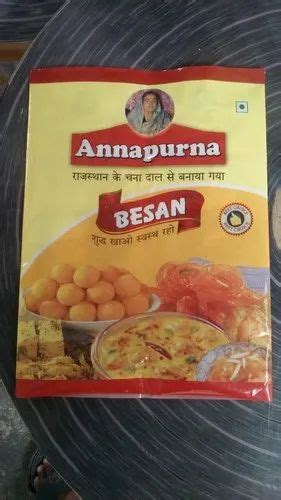 Annapurna
राजस्थान के चना दाल से बनाया गया
BESAN
शुद्ध खाओ स्वस्थ रहो